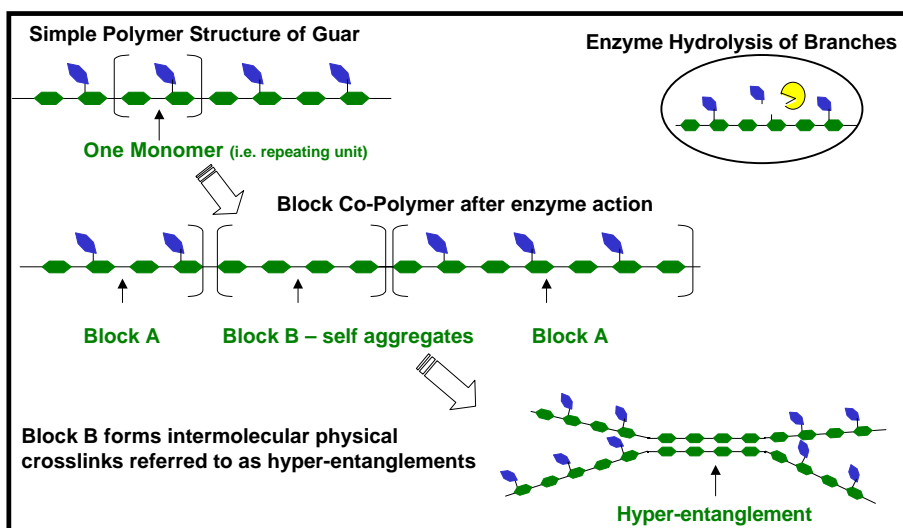 Simple Polymer Structure of Guar
Enzyme Hydrolysis of Branches
One Monomer (i.e. repeating unit)
Block Co-Polymer after enzyme action
Block A
Block B – self aggregates
Block A
Block B forms intermolecular physical
crosslinks referred to as hyper-entanglements
Hyper-entanglement